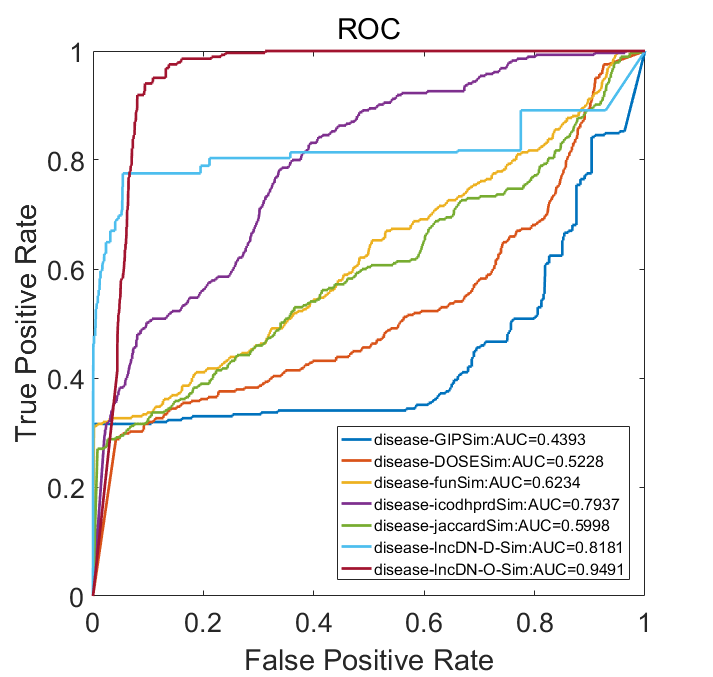 ROC
True Positive Rate
1
0.8
0.6
0.4
0.2
0
disease-GIPSim:AUC=0.4393
disease-DOSESim:AUC=0.5228
disease-funSim:AUC=0.6234
disease-icodhprdSim:AUC=0.7937
disease-jaccardSim:AUC=0.5998
disease-lncDN-D-Sim:AUC=0.8181
disease-lncDN-O-Sim:AUC=0.9491
0 0.2 0.4 0.6 0.8 1
False Positive Rate